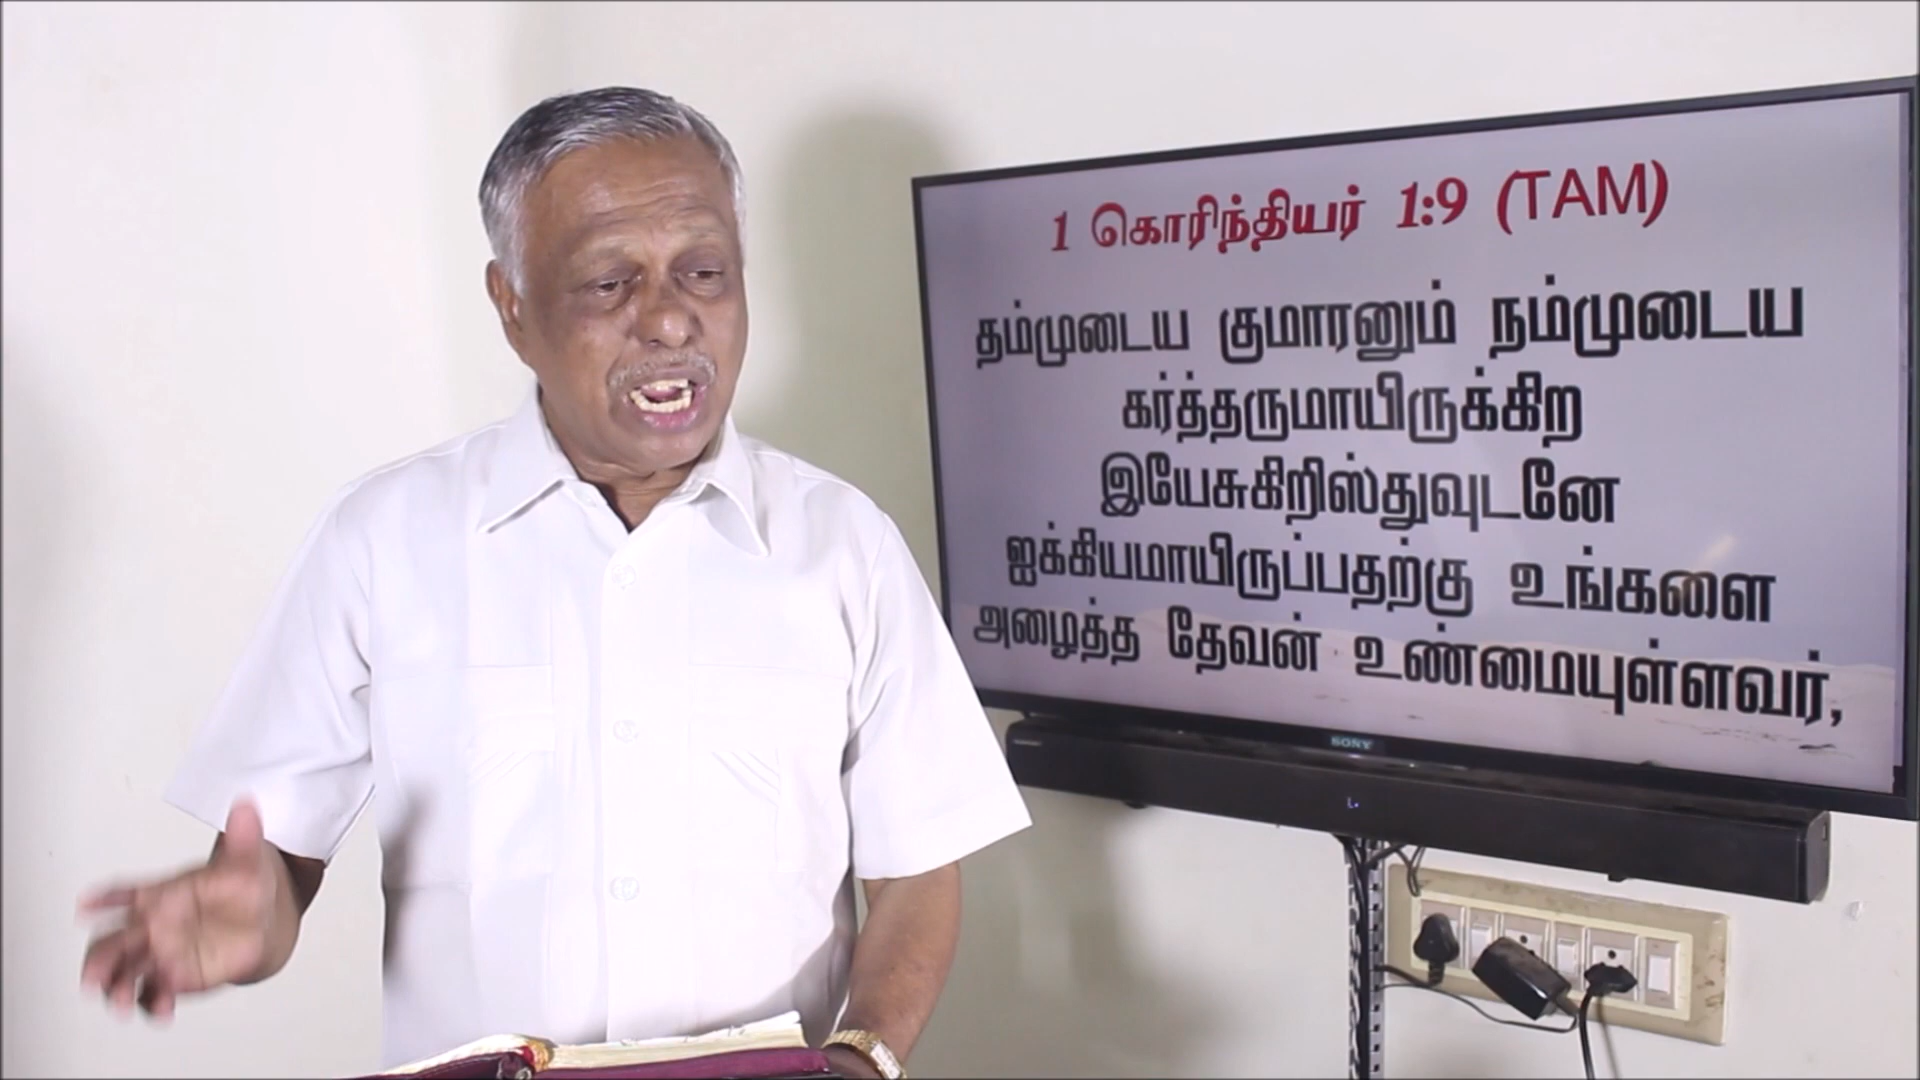 1 கொரிந்தியர் 1:9 (TAM)
தம்முடைய குமாரனும் நம்முடைய
கர்த்தருமாயிருக்கிற
இயேசுகிறிஸ்துவுடனே
ஐக்கியமாயிருப்பதற்கு உங்களை
அழைத்த தேவன் உண்மையுள்ளவர்,
SONY